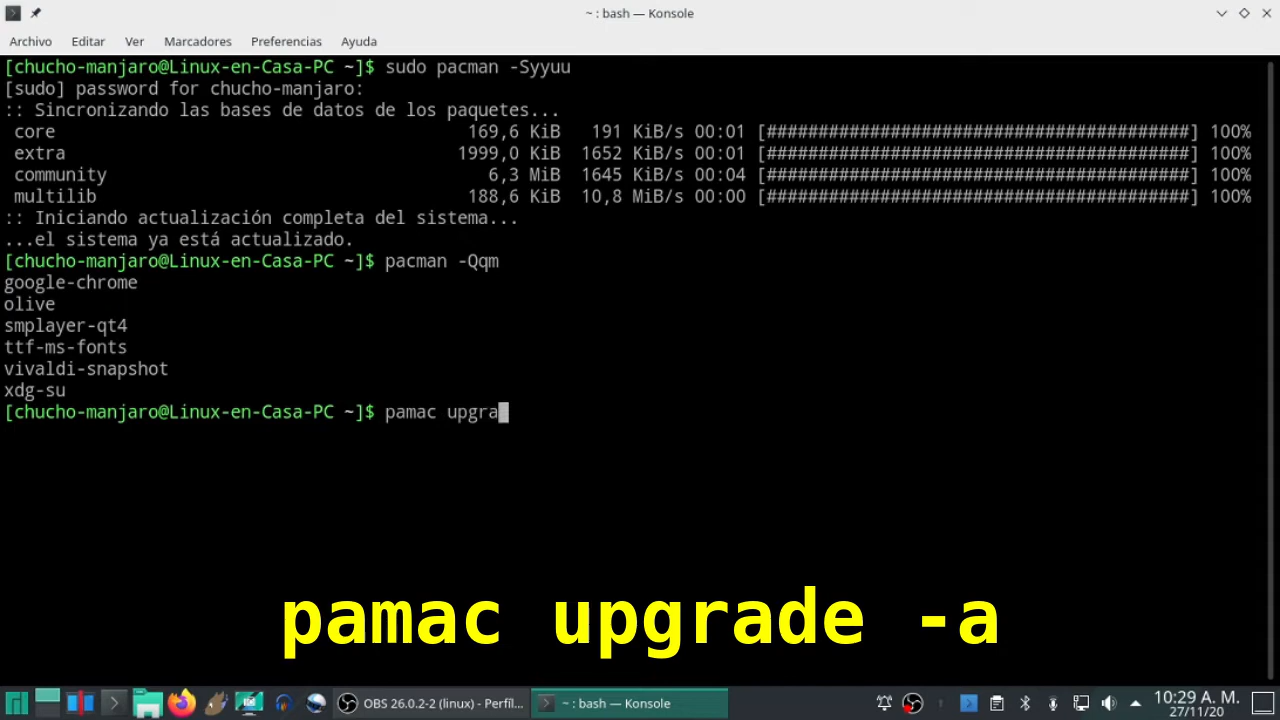 ~ : bash — Konsole
Archivo Editar Ver Marcadores Preferencias Ayuda
[chucho-manjaro@Linux-en-Casa-PC ~]$ sudo pacman -Syyuu
[sudo] password for chucho-manjaro:
:: Sincronizando las bases de datos de los paquetes...
core 169,6 KiB 191 KiB/s 00:01 [#########################################] 100%
extra 1999,0 KiB 1652 KiB/s 00:01 [#########################################] 100%
community 6,3 MiB 1645 KiB/s 00:04 [#########################################] 100%
multilib 188,6 KiB 10,8 MiB/s 00:00 [#########################################] 100%
:: Iniciando actualización completa del sistema...
...el sistema ya está actualizado.
[chucho-manjaro@Linux-en-Casa-PC ~]$ pacman -Qqm
google-chrome
olive
smplayer-qt4
ttf-ms-fonts
vivaldi-snapshot
xdg-su
[chucho-manjaro@Linux-en-Casa-PC ~]$ pamac upgra
pamac upgrade -a
OBS 26.0.2-2 (linux) - Perfíl... ~ : bash — Konsole 10:29 A. M.
27/11/20